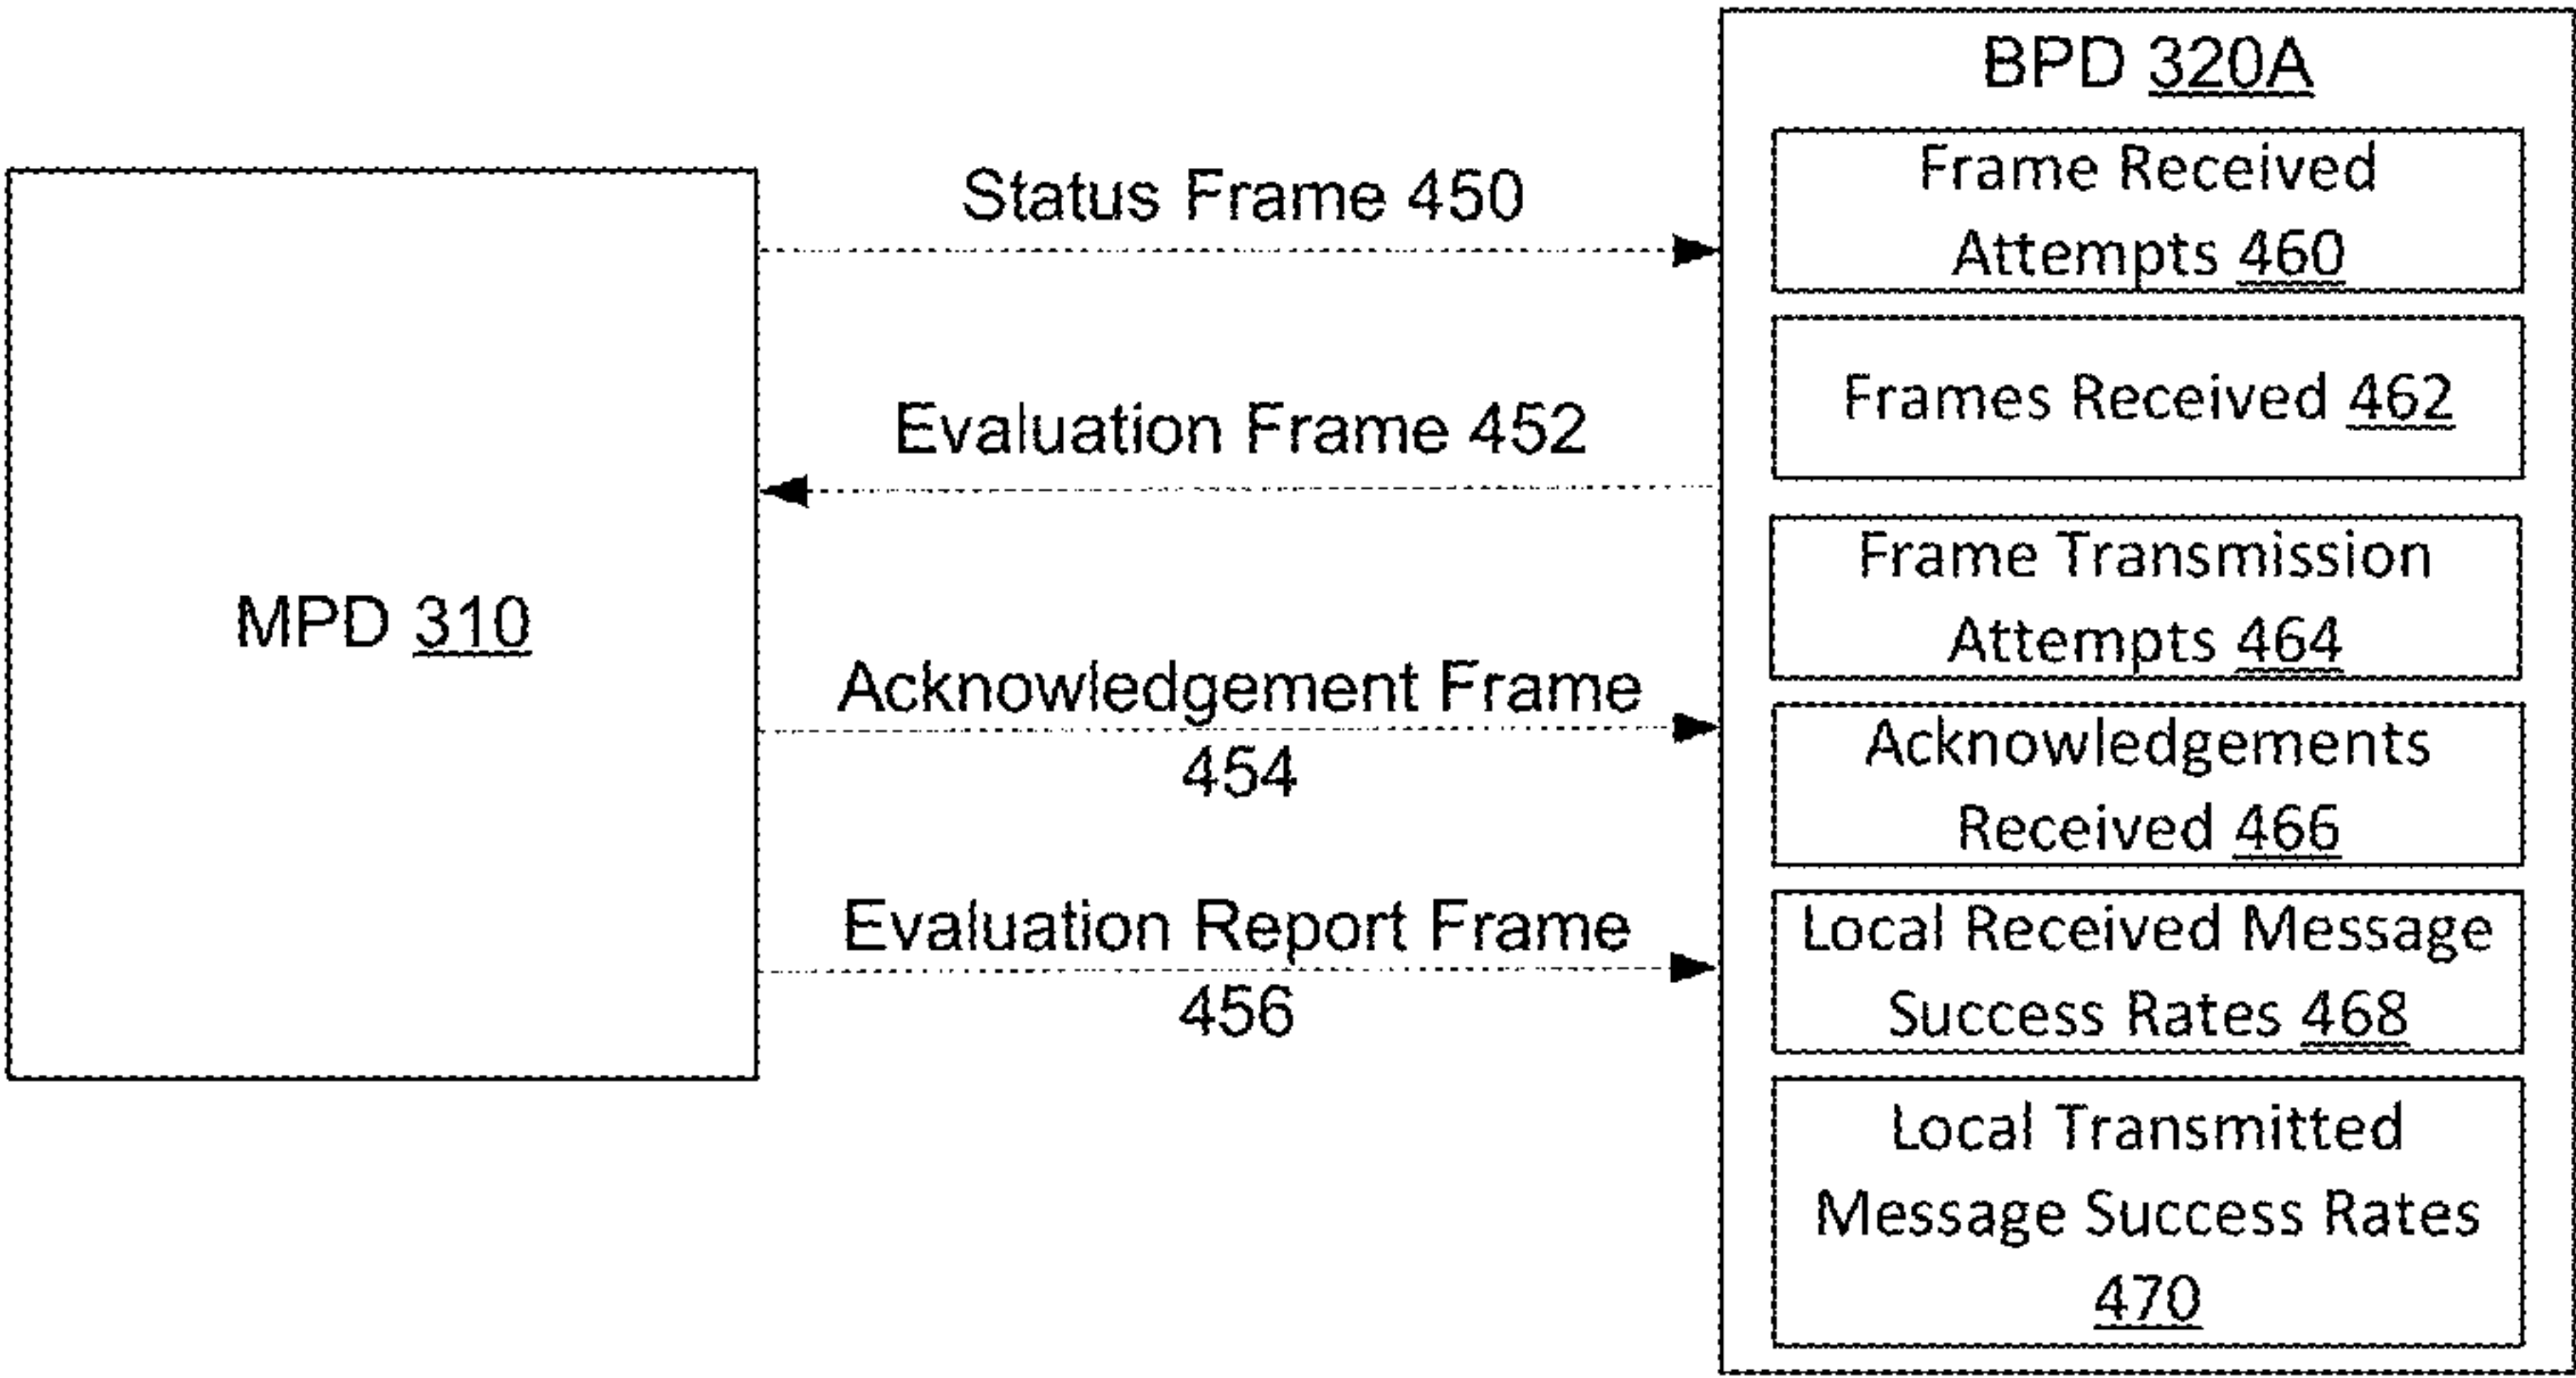 MPD 310
Status Frame 450
Evaluation Frame 452
Acknowledgement Frame
454
Evaluation Report Frame
456
BPD 320A
Frame Received
Attempts 460
Frames Received 462
Frame Transmission
Attempts 464
Acknowledgements
Received 466
Local Received Message
Success Rates 468
Local Transmitted
Message Success Rates
470